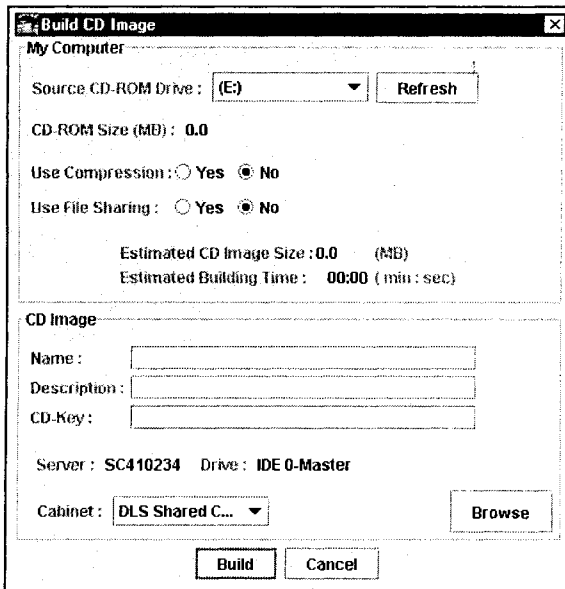 Build CD Image
My Computer
Source CD-ROM Drive : (E:) Refresh
CD-ROM Size (MB) : 0.0
Use Compression : Yes No
Use File Sharing : Yes No
Estimated CD Image Size : 0.0 (MB)
Estimated Building Time : 00:00 ( min : sec)
CD Image
Name :
Description :
CD-Key :
Server : SC410234 Drive : IDE 0-Master
Cabinet : DLS Shared C... Browse
Build Cancel